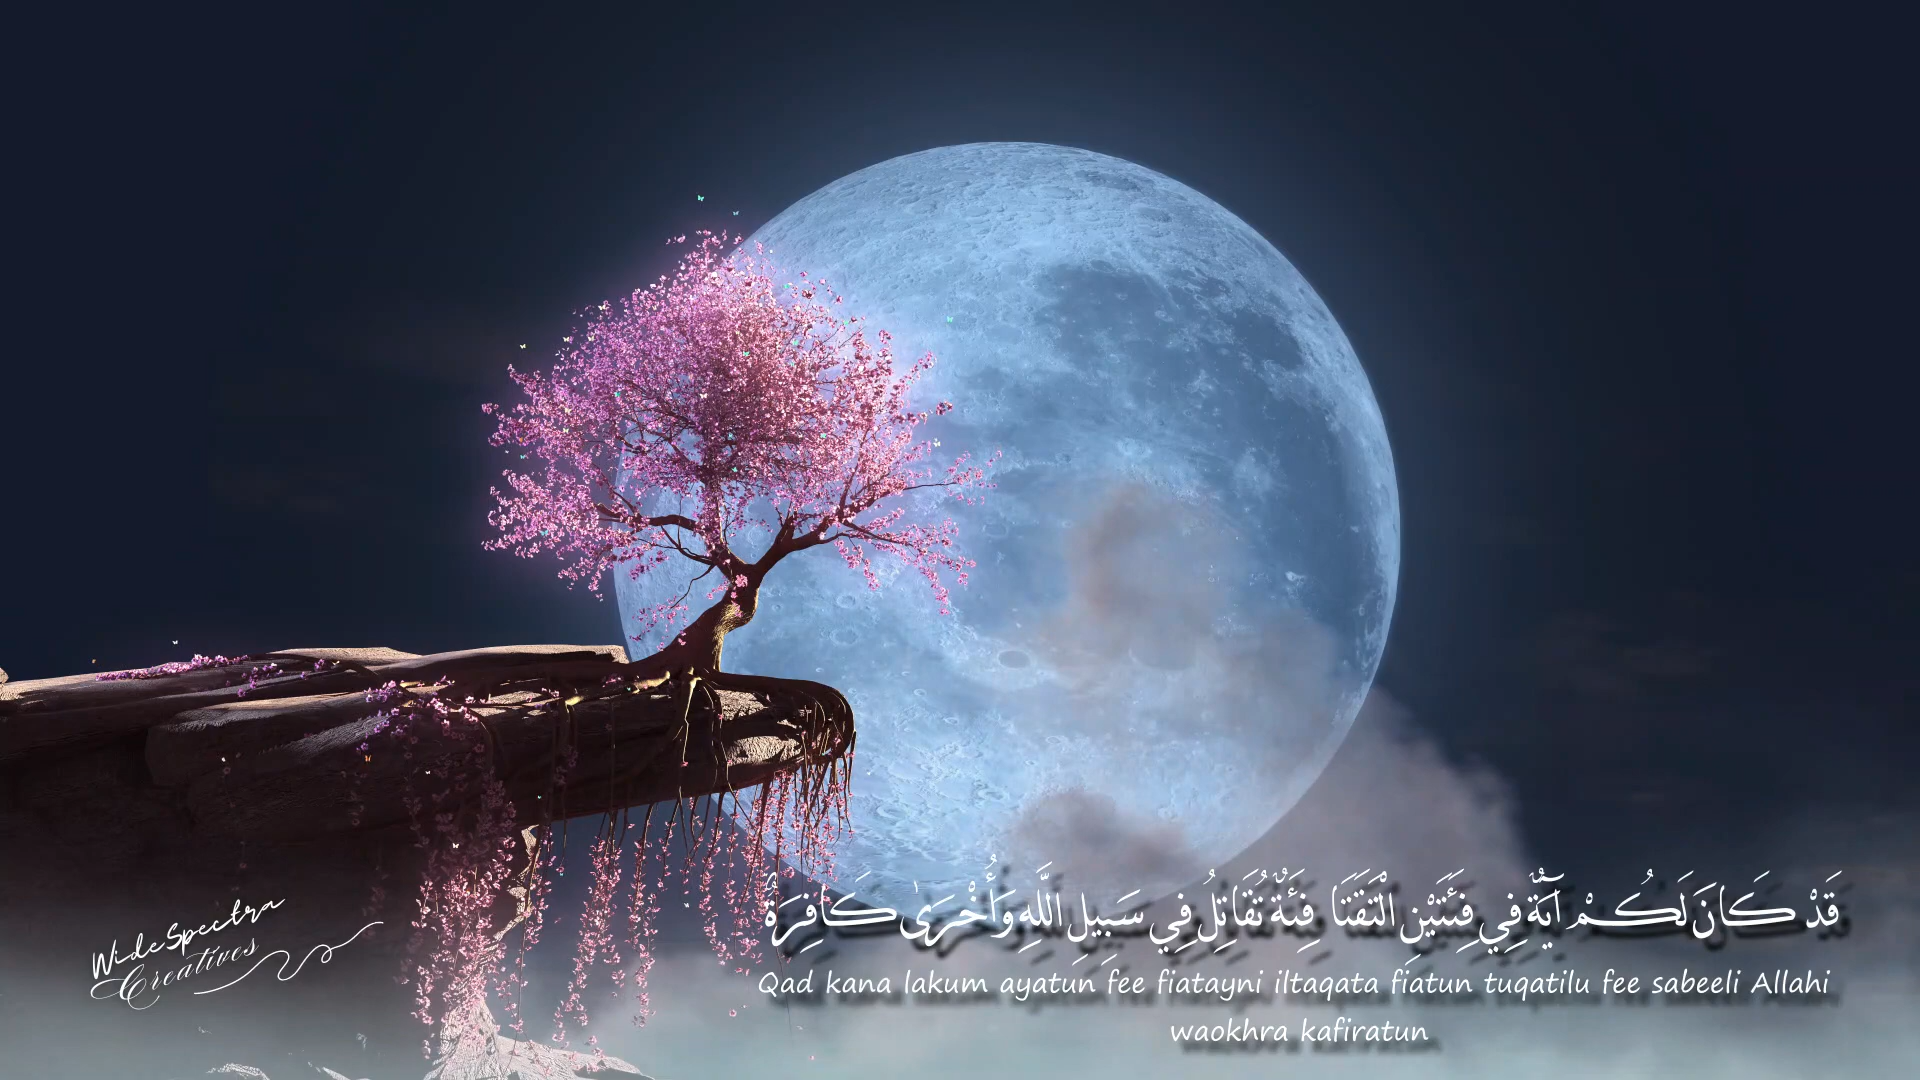 قَدْ كَانَ لَكُمْ آيَةٌ فِي فِئَتَيْنِ الْتَقَتَا فِئَةٌ تُقَاتِلُ فِي سَبِيلِ اللَّهِ وَأُخْرَىٰ كَافِرَةٌ
Qad kana lakum ayatun fee fiatayni iltaqata fiatun tuqatilu fee sabeeli Allahi
waokhra kafiratun
WideSpectra
Creatives